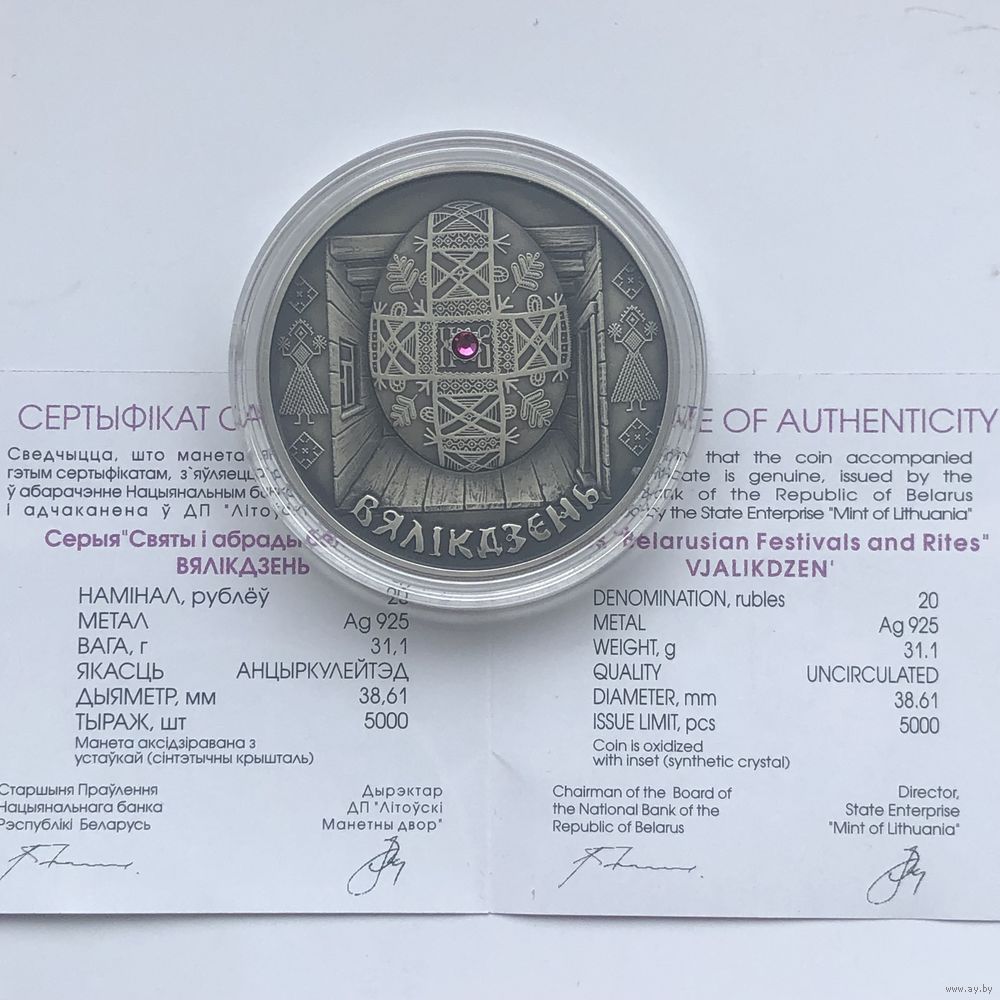 ВЯЛІКДЗЕНЬ
СЕРТЫФІКАТ
Сведчыцца, што манета
гэтым сертыфікатам, з`яўляецца
ў абарачэнне Нацыянальным
і адчаканена ў ДП "Літоўскі
Серыя "Святы і абрады
ВЯЛІКДЗЕНЬ
НАМІНАЛ, рублёў 20
МЕТАЛ Ag 925
ВАГА, г 31,1
ЯКАСЦЬ АНЦЫРКУЛЕЙТЭД
ДЫЯМЕТР, мм 38,61
ТЫРАЖ, шт 5000
Манета аксідзіравана з
устаўкай (сінтэтычны крышталь)
Старшыня Праўлення
Нацыянальнага банка
Рэспублікі Беларусь
Дырэктар
ДП "Літоўскі
Манетны двор"
OF AUTHENTICITY
that the coin accompanied
is genuine, issued by the
of the Republic of Belarus
by the State Enterprise "Mint of Lithuania"
"Belarusian Festivals and Rites"
VJALIKDZEN'
DENOMINATION, rubles 20
METAL Ag 925
WEIGHT, g 31.1
QUALITY UNCIRCULATED
DIAMETER, mm 38.61
ISSUE LIMIT, pcs 5000
Coin is oxidized
with inset (synthetic crystal)
Chairman of the Board of
the National Bank of the
Republic of Belarus
Director,
State Enterprise
"Mint of Lithuania"
www.ay.by